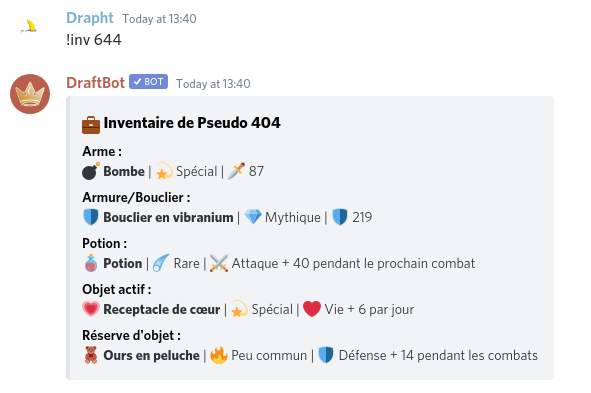 Drapht Today at 13:40
!inv 644
DraftBot BOT Today at 13:40
Inventaire de Pseudo 404
Arme :
Bombe | Spécial | 87
Armure/Bouclier :
Bouclier en vibranium | Mythique | 219
Potion :
Potion | Rare | Attaque + 40 pendant le prochain combat
Objet actif :
Receptacle de cœur | Spécial | Vie + 6 par jour
Réserve d'objet :
Ours en peluche | Peu commun | Défense + 14 pendant les combats